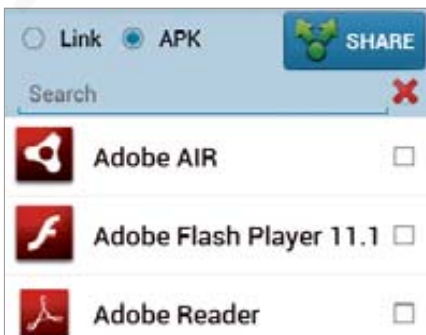 Link APK SHARE
Search
Adobe AIR
Adobe Flash Player 11.1
Adobe Reader